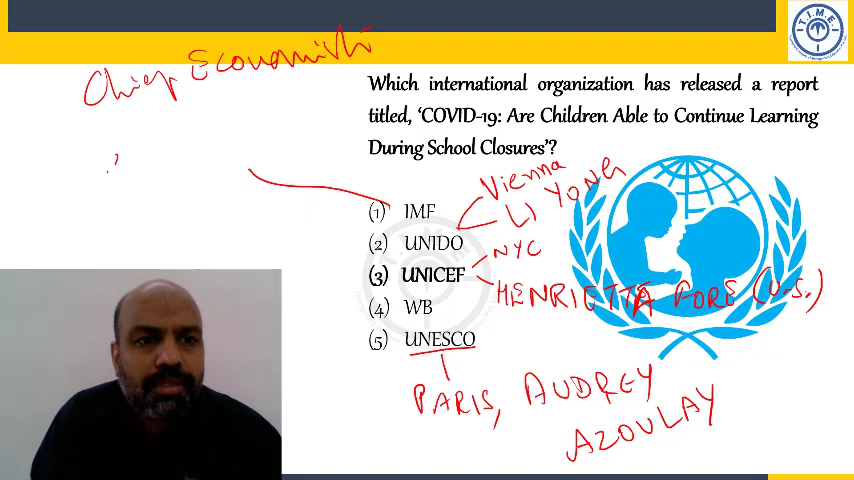 T.I.M.E.
Chief Economist
Which international organization has released a report
titled, ‘COVID-19: Are Children Able to Continue Learning
During School Closures’?
Vienna
LI YONG
(1) IMF
(2) UNIDO
NYC
(3) UNICEF
HENRIETTA FORE (U.S.)
(4) WB
(5) UNESCO
PARIS, AUDREY
AZOULAY